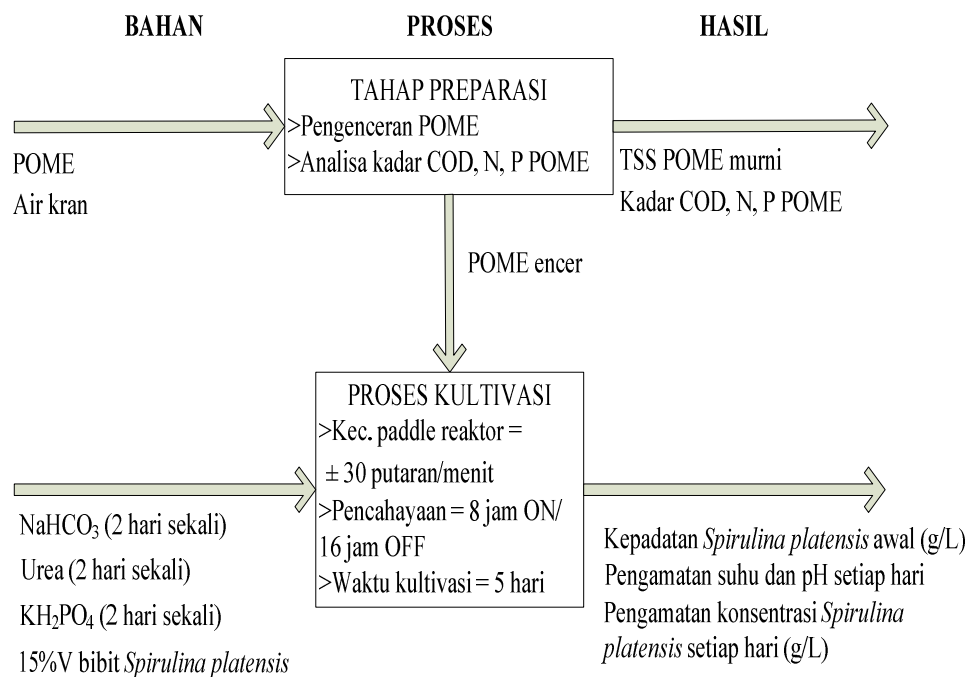 BAHAN
PROSES
HASIL
TAHAP PREPARASI
>Pengenceran POME
>Analisa kadar COD, N, P POME
POME
Air kran
TSS POME murni
Kadar COD, N, P POME
POME encer
PROSES KULTIVASI
>Kec. paddle reaktor =
± 30 putaran/menit
>Pencahayaan = 8 jam ON/
16 jam OFF
>Waktu kultivasi = 5 hari
NaHCO₃ (2 hari sekali)
Urea (2 hari sekali)
KH₂PO₄ (2 hari sekali)
15%V bibit Spirulina platensis
Kepadatan Spirulina platensis awal (g/L)
Pengamatan suhu dan pH setiap hari
Pengamatan konsentrasi Spirulina
platensis setiap hari (g/L)